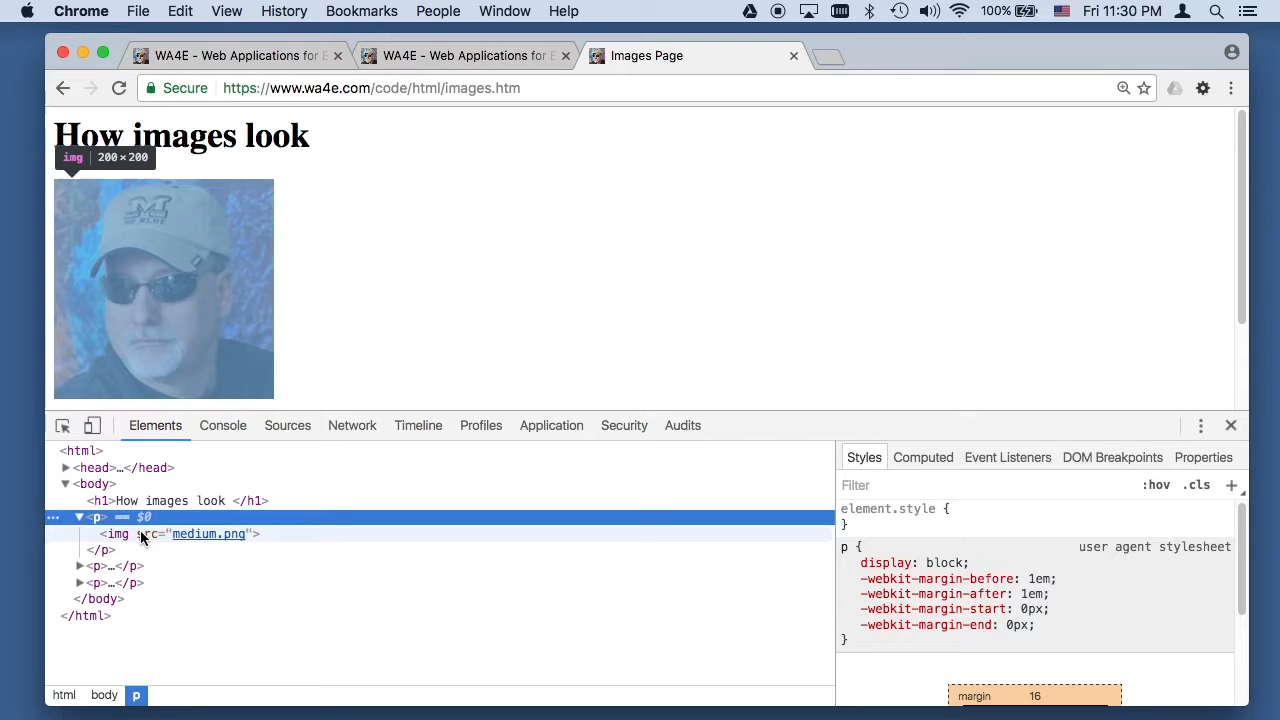 Chrome File Edit View History Bookmarks People Window Help 100% Fri 11:30 PM
WA4E - Web Applications for E WA4E - Web Applications for E Images Page
Secure https://www.wa4e.com/code/html/images.htm
How images look
img 200 × 200
M
Elements Console Sources Network Timeline Profiles Application Security Audits
<html>
<head>…</head>
<body>
<h1>How images look </h1>
<p> == $0
<img src="medium.png">
</p>
<p>…</p>
<p>…</p>
</body>
</html>
html body p
Styles Computed Event Listeners DOM Breakpoints Properties
Filter :hov .cls +
element.style {
}
p { user agent stylesheet
display: block;
-webkit-margin-before: 1em;
-webkit-margin-after: 1em;
-webkit-margin-start: 0px;
-webkit-margin-end: 0px;
}
margin 16